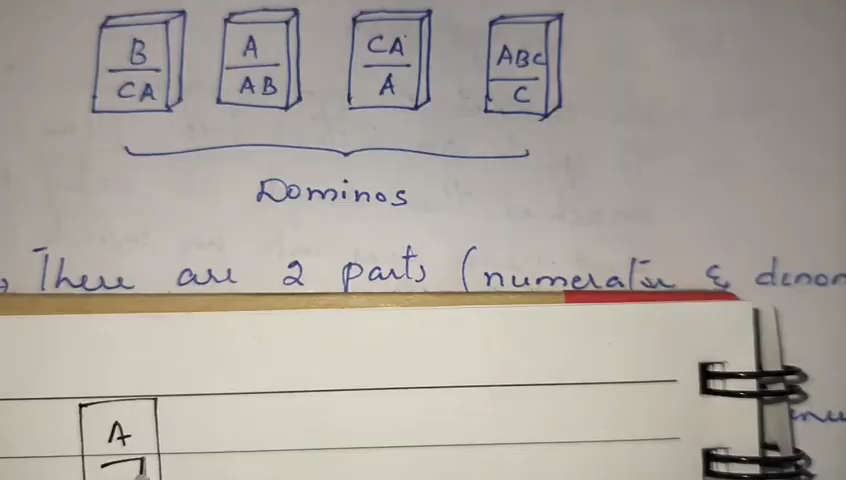 B A CA ABC
CA AB A C
Dominos
There are 2 parts (numerator & denom
A